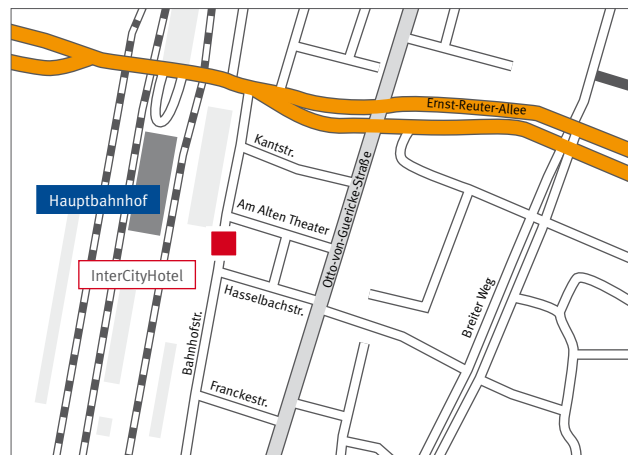 Ernst-Reuter-Allee
Kantstr.
Hauptbahnhof
Am Alten Theater
Otto-von-Guericke-Straße
InterCityHotel
Hasselbachstr.
Breiter Weg
Bahnhofstr.
Franckestr.